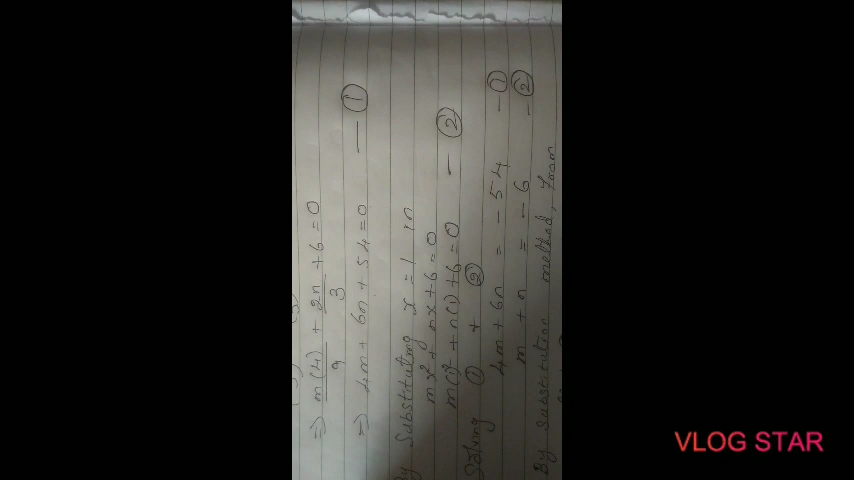 ⇒ m(4)/9 + 2n/3 + 6 = 0
⇒ 4m + 6n + 54 = 0 — ①
By Substituting x = 1 in
mx² + nx + 6 = 0
m(1)² + n(1) + 6 = 0 — ②
Solving ① + ②
4m + 6n = - 54 - ①
m + n = - 6 - ②
By Substitution method, from
VLOG STAR